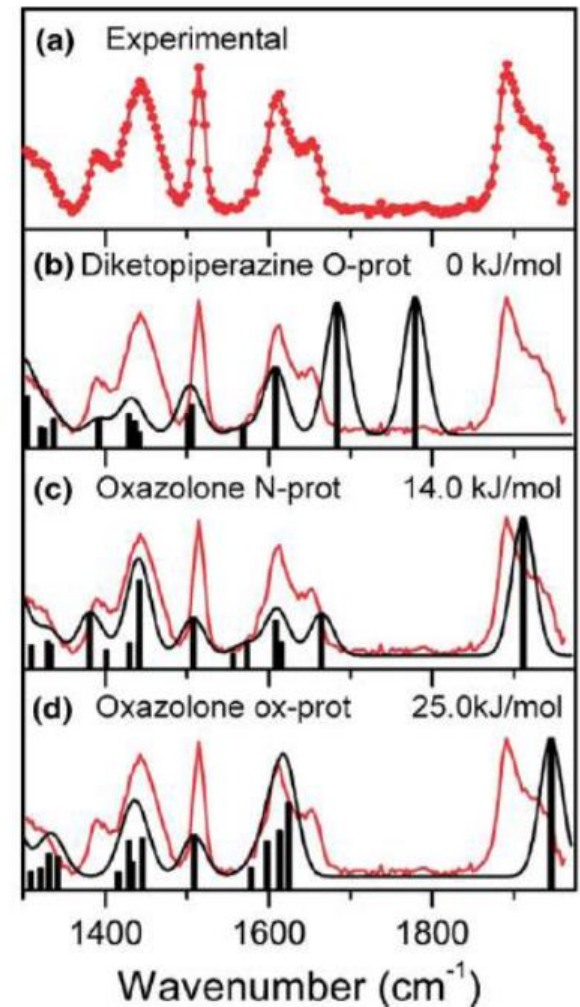 (a) Experimental
(b) Diketopiperazine O-prot 0 kJ/mol
(c) Oxazolone N-prot 14.0 kJ/mol
(d) Oxazolone ox-prot 25.0kJ/mol
1400 1600 1800
Wavenumber (cm⁻¹)